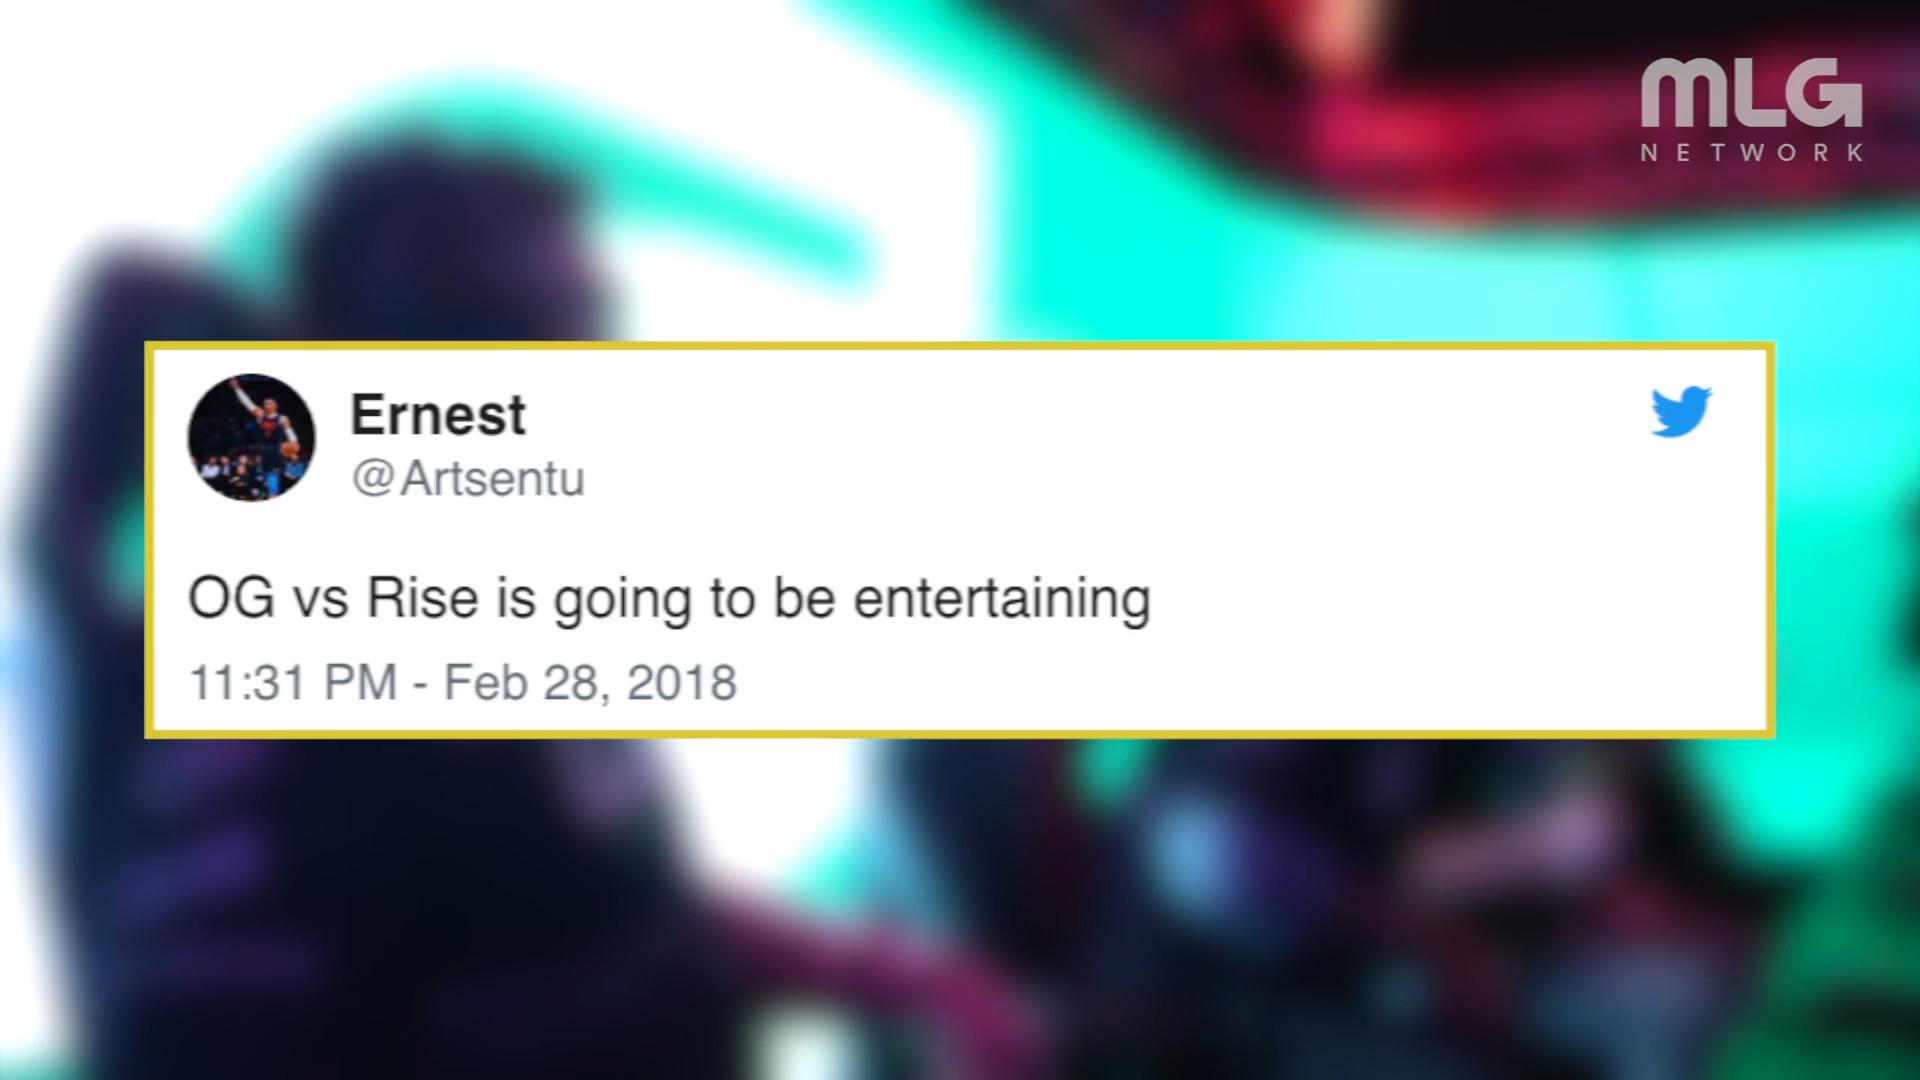 MLG
NETWORK
Ernest
@Artsentu
OG vs Rise is going to be entertaining
11:31 PM - Feb 28, 2018